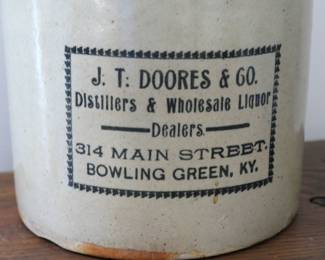 J. T. DOORES & CO.
Distillers & Wholesale Liquor
Dealers
314 MAIN STREET.
BOWLING GREEN, KY.